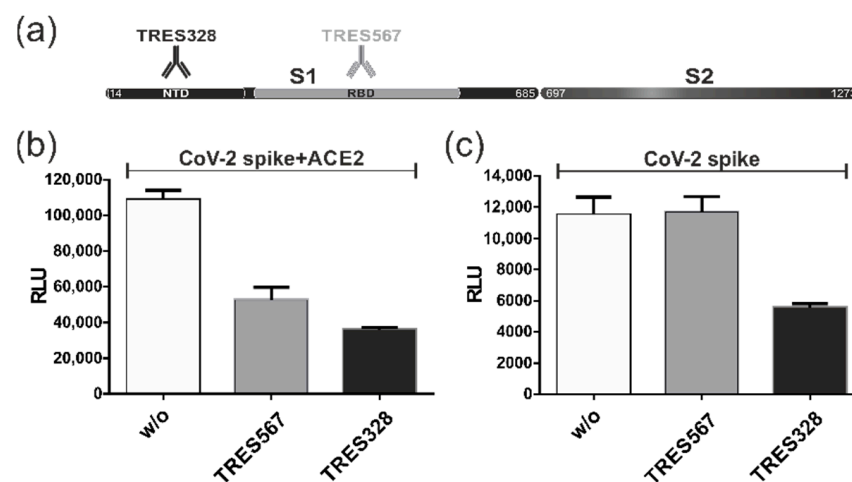 (a)
TRES328 TRES567
S1 S2
14 NTD RBD 685 697 1273
(b)
CoV-2 spike+ACE2
120,000
100,000
80,000
60,000
40,000
20,000
0
RLU
w/o
TRES567
TRES328
(c)
CoV-2 spike
14,000
12,000
10,000
8000
6000
4000
2000
0
RLU
w/o
TRES567
TRES328